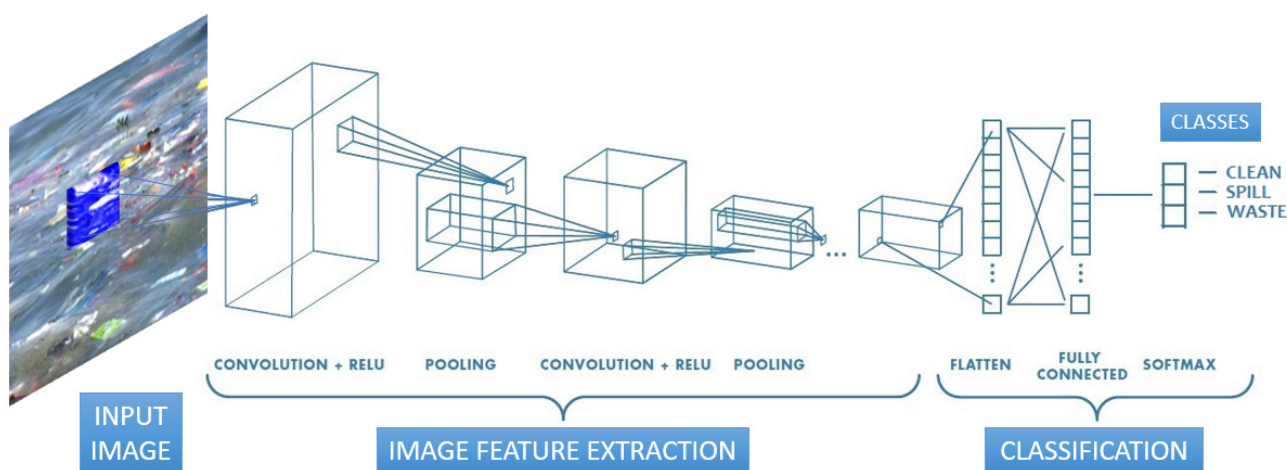 CLASSES
CLEAN
SPILL
WASTE
...
CONVOLUTION + RELU
POOLING
CONVOLUTION + RELU
POOLING
FLATTEN
FULLY
CONNECTED
SOFTMAX
INPUT
IMAGE
IMAGE FEATURE EXTRACTION
CLASSIFICATION